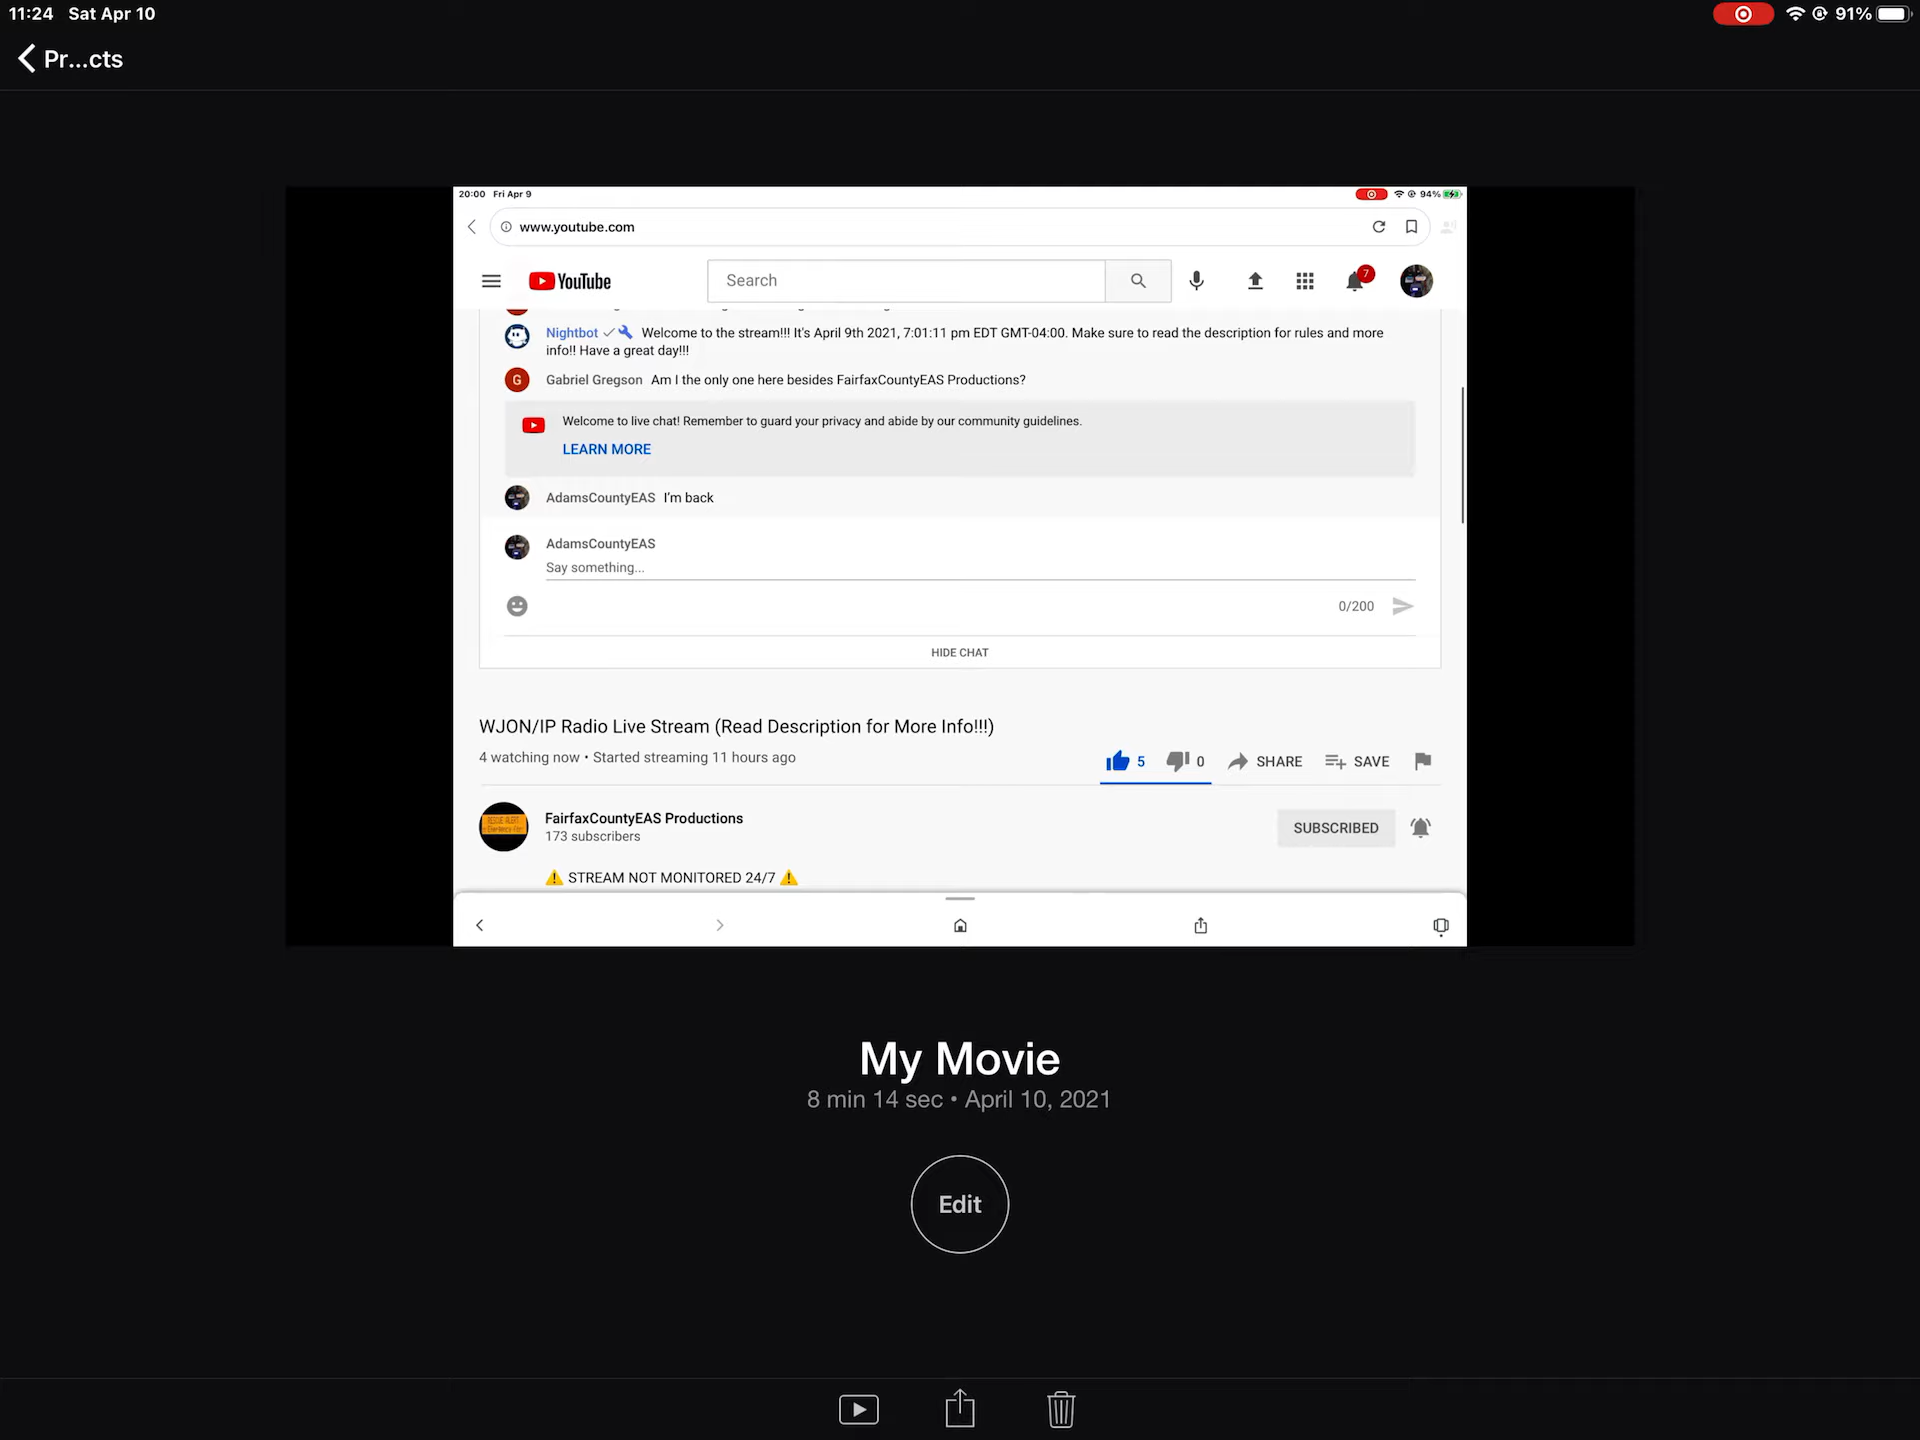 11:24 Sat Apr 10
91%
Pr...cts
20:00 Fri Apr 9
94%
www.youtube.com
YouTube
Search
7
Nightbot Welcome to the stream!!! It's April 9th 2021, 7:01:11 pm EDT GMT-04:00. Make sure to read the description for rules and more
info!! Have a great day!!!
G Gabriel Gregson Am I the only one here besides FairfaxCountyEAS Productions?
Welcome to live chat! Remember to guard your privacy and abide by our community guidelines.
LEARN MORE
AdamsCountyEAS I'm back
AdamsCountyEAS
Say something...
0/200
HIDE CHAT
WJON/IP Radio Live Stream (Read Description for More Info!!!)
4 watching now • Started streaming 11 hours ago
5 0 SHARE SAVE
FairfaxCountyEAS Productions
173 subscribers
SUBSCRIBED
⚠ STREAM NOT MONITORED 24/7 ⚠
My Movie
8 min 14 sec • April 10, 2021
Edit